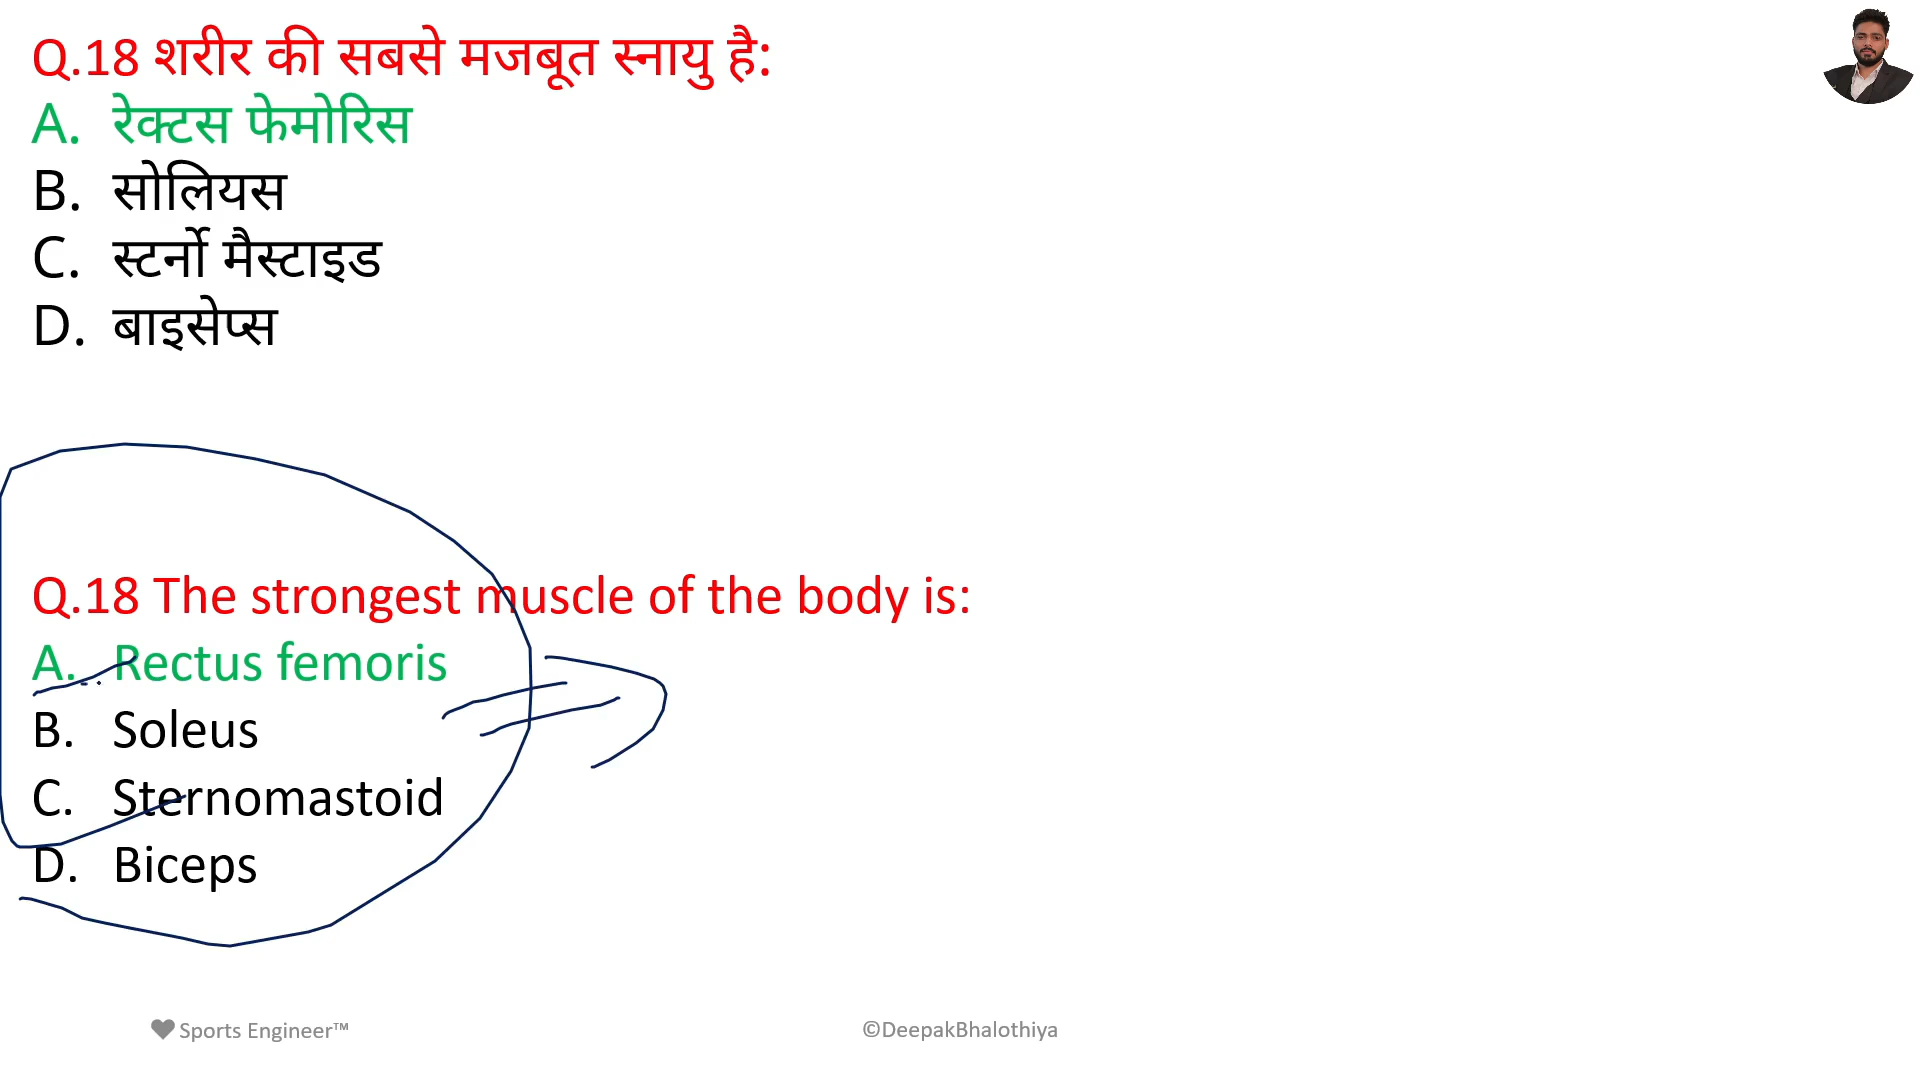 Q.18 शरीर की सबसे मजबूत स्नायु है:
A. रेक्टस फेमोरिस
B. सोलियस
C. स्टर्नो मैस्टाइड
D. बाइसेप्स
Q.18 The strongest muscle of the body is:
A. Rectus femoris
B. Soleus
C. Sternomastoid
D. Biceps
Sports Engineer™
©DeepakBhalothiya